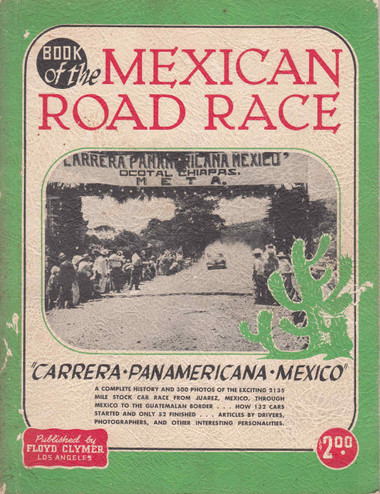 BOOK
of the MEXICAN
ROAD RACE
"CARRERA PANAMERICANA MEXICO"
OCOTAL CHIAPAS.
META.
"CARRERA·PANAMERICANA·MEXICO"
A COMPLETE HISTORY AND 300 PHOTOS OF THE EXCITING 2135
MILE STOCK CAR RACE FROM JUAREZ, MEXICO, THROUGH
MEXICO TO THE GUATEMALAN BORDER . . . HOW 132 CARS
STARTED AND ONLY 52 FINISHED . . . ARTICLES BY DRIVERS,
PHOTOGRAPHERS, AND OTHER INTERESTING PERSONALITIES.
Published by
FLOYD CLYMER
LOS ANGELES
$2.00